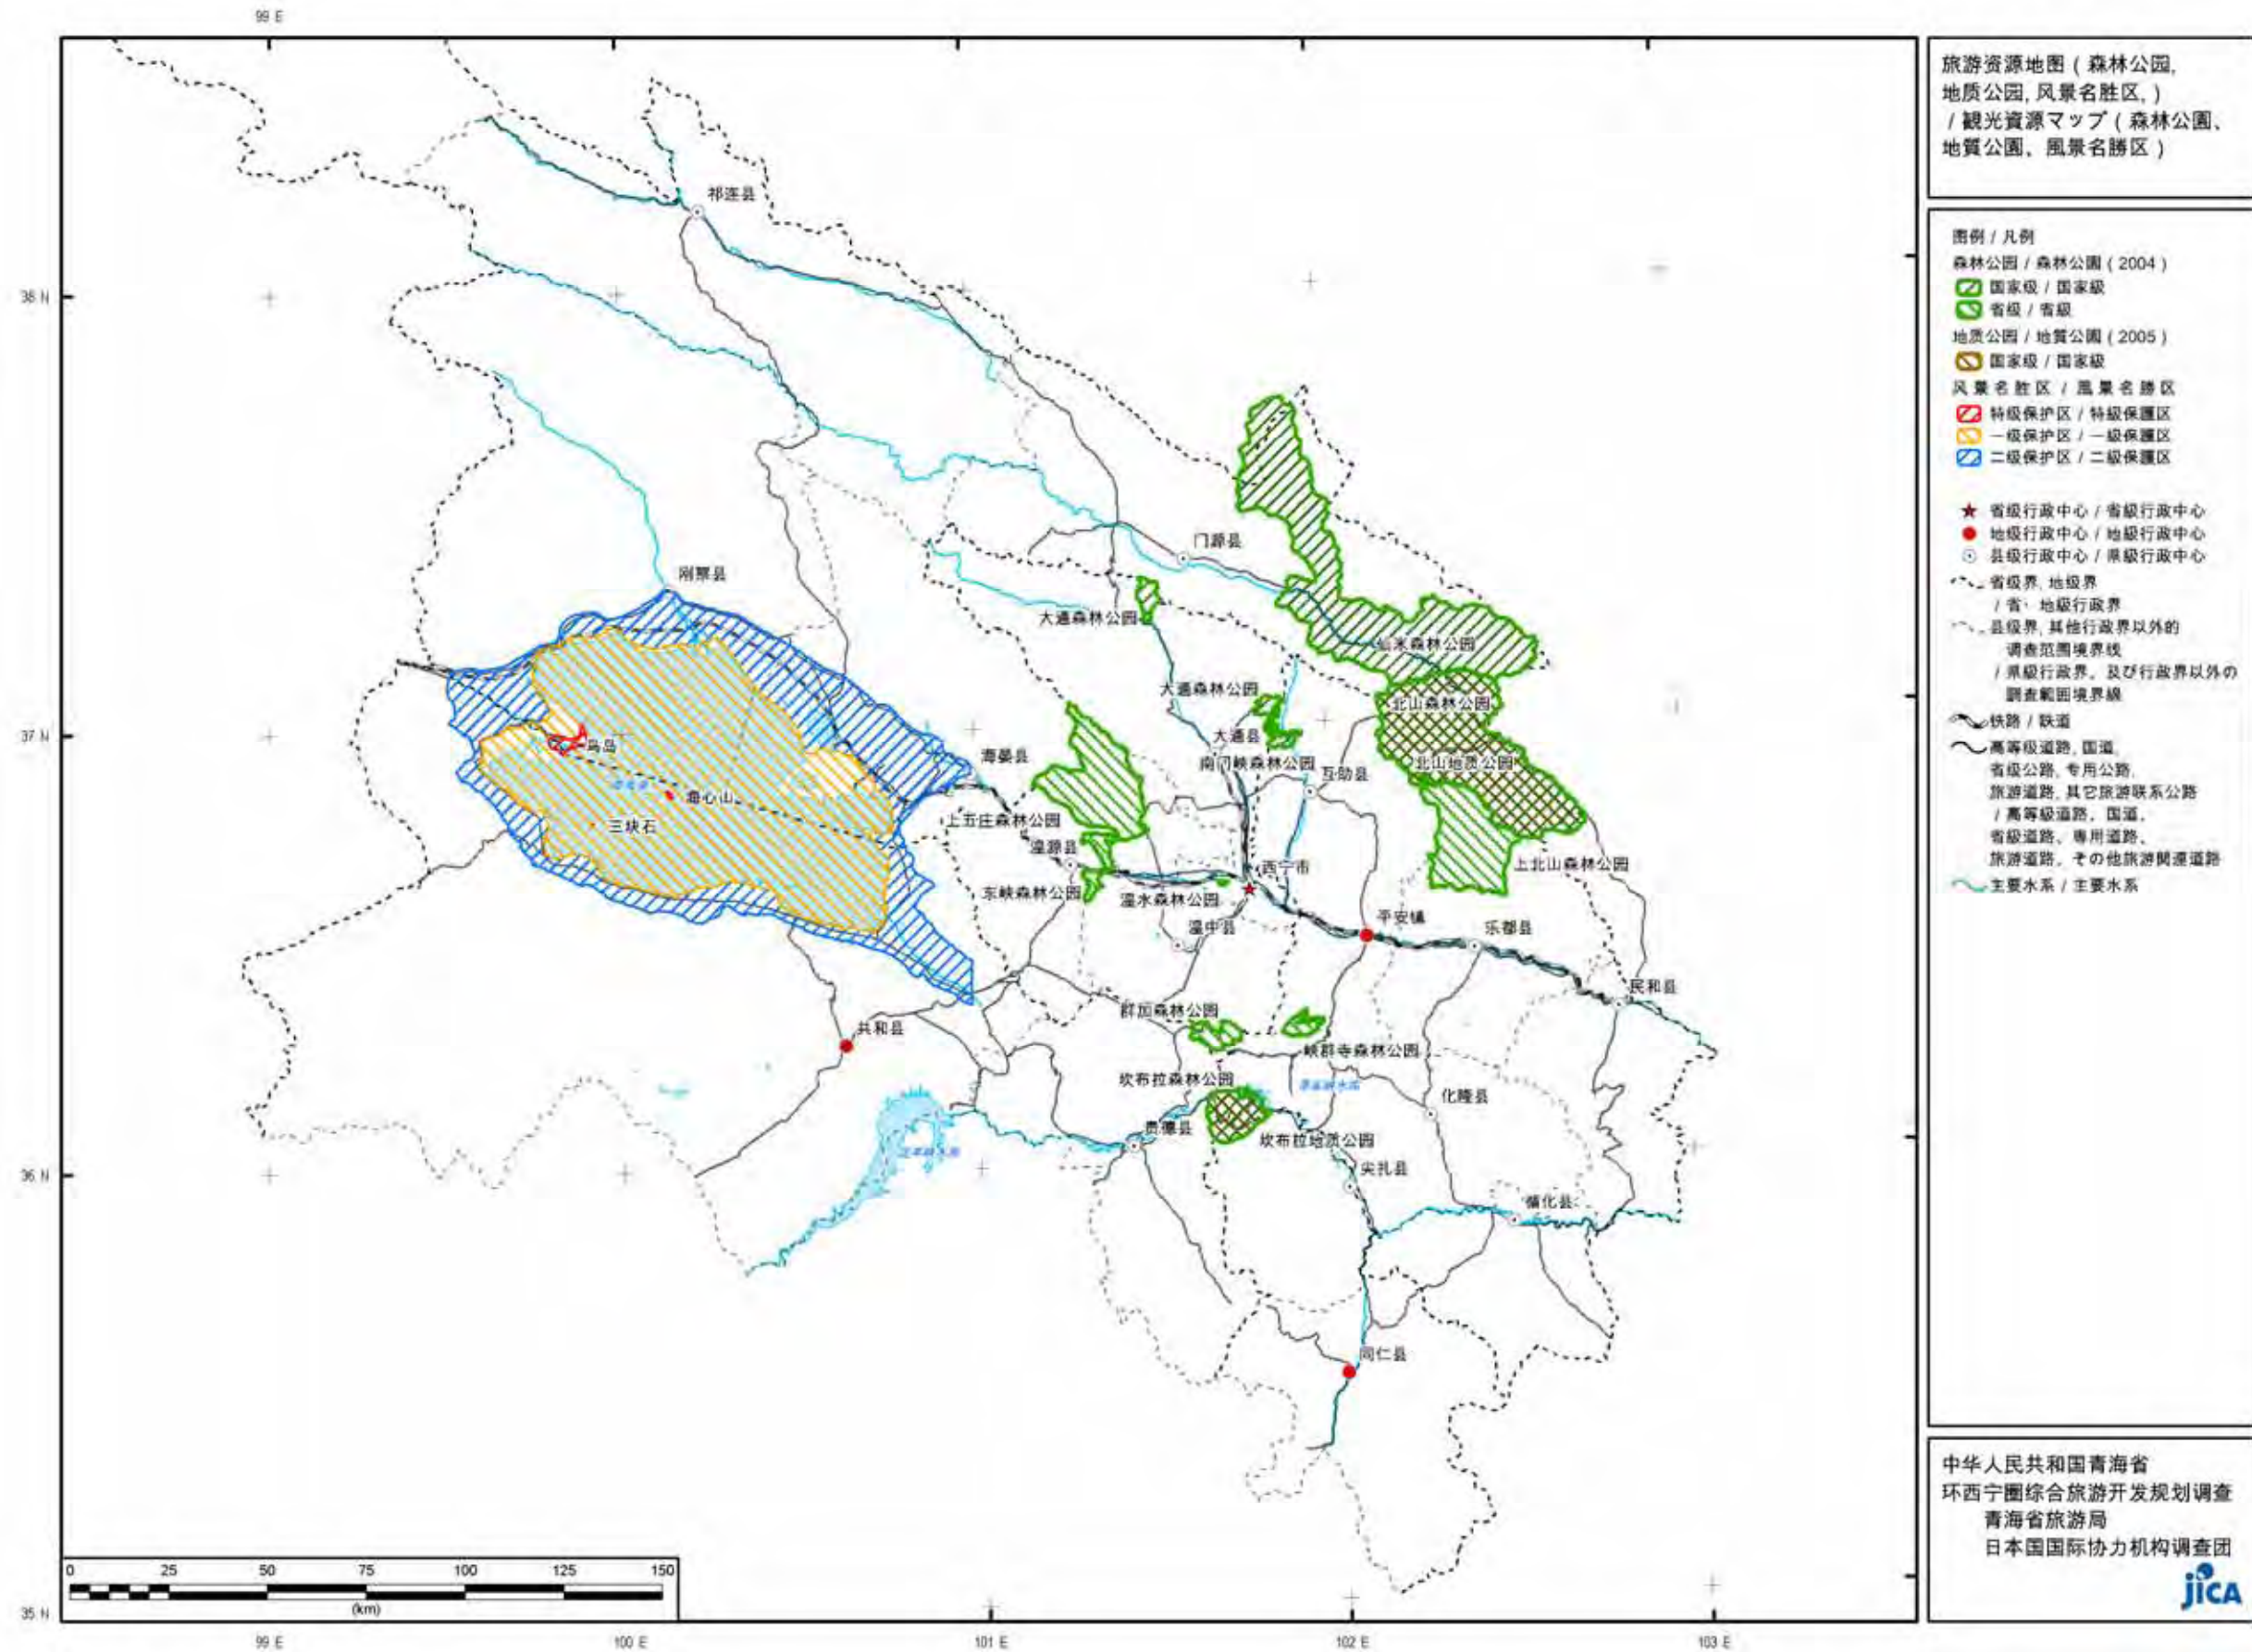 99 E
旅游资源地图 ( 森林公园,
地质公园, 风景名胜区, )
/ 観光資源マップ ( 森林公園、
地質公園、風景名勝区 )
图例 / 凡例
森林公园 / 森林公園 ( 2004 )
国家级 / 国家級
省级 / 省級
地质公园 / 地質公園 ( 2005 )
国家级 / 国家級
风景名胜区 / 風景名勝区
特级保护区 / 特級保護区
一级保护区 / 一級保護区
二级保护区 / 二級保護区
省级行政中心 / 省級行政中心
地级行政中心 / 地級行政中心
县级行政中心 / 県級行政中心
省级界, 地级界
/ 省・地級行政界
县级界, 其他行政界以外的
调查范围境界线
/ 県級行政界、及び行政界以外の
調査範囲境界線
铁路 / 鉄道
高等级道路, 国道,
省级公路, 专用公路,
旅游道路, 其它旅游联系公路
/ 高等級道路、国道、
省級道路、専用道路、
旅游道路、その他旅游関連道路
主要水系 / 主要水系
祁连县
38 N
门源县
刚察县
大通森林公园
仙米森林公园
大通森林公园
北山森林公园
37 N
大通县
鸟岛
海晏县
南门峡森林公园
北山地质公园
互助县
海心山
上五庄森林公园
三块石
湟源县
西宁市
上北山森林公园
东峡森林公园
湟水森林公园
平安镇
湟中县
乐都县
民和县
群加森林公园
共和县
峡群寺森林公园
坎布拉森林公园
化隆县
贵德县
坎布拉地质公园
36 N
尖扎县
循化县
同仁县
中华人民共和国青海省
环西宁圈综合旅游开发规划调查
青海省旅游局
日本国国际协力机构调查团
jICA
0 25 50 75 100 125 150
(km)
35 N
99 E 100 E 101 E 102 E 103 E